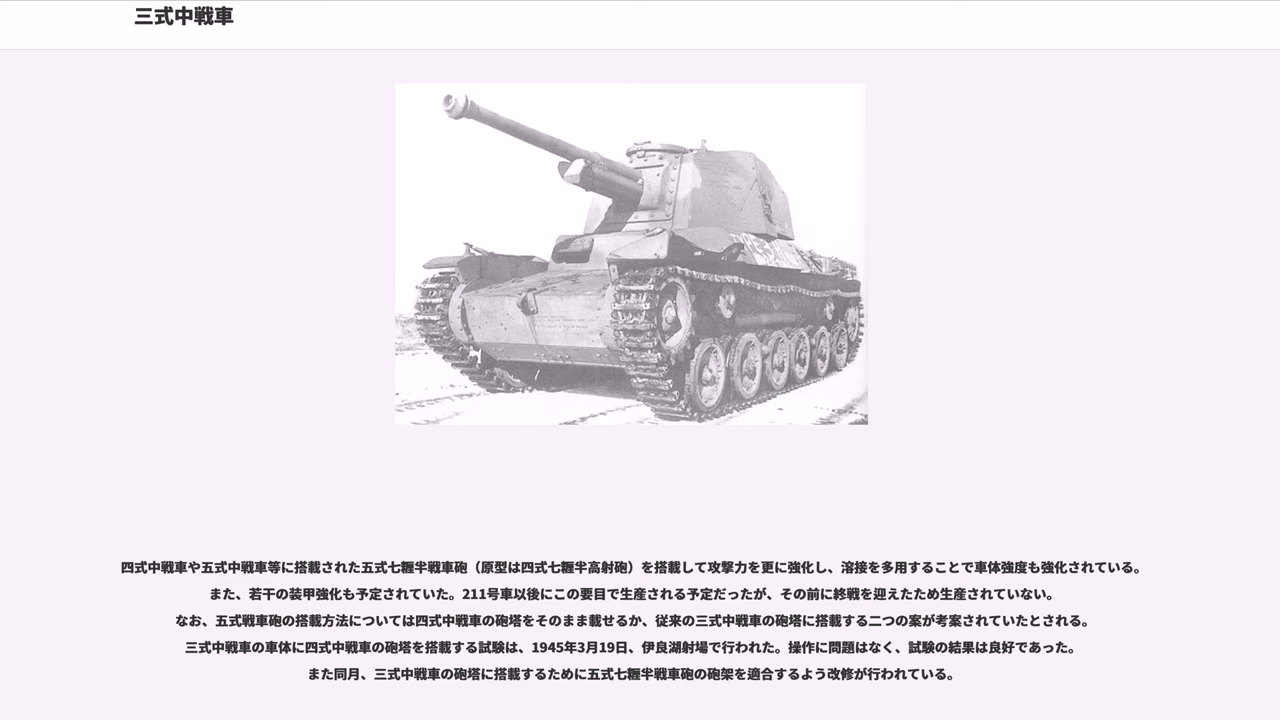 三式中戦車
四式中戦車や五式中戦車等に搭載された五式七糎半戦車砲（原型は四式七糎半高射砲）を搭載して攻撃力を更に強化し、溶接を多用することで車体強度も強化されている。
また、若干の装甲強化も予定されていた。211号車以後にこの要目で生産される予定だったが、その前に終戦を迎えたため生産されていない。
なお、五式戦車砲の搭載方法については四式中戦車の砲塔をそのまま載せるか、従来の三式中戦車の砲塔に搭載する二つの案が考案されていたとされる。
三式中戦車の車体に四式中戦車の砲塔を搭載する試験は、1945年3月19日、伊良湖射場で行われた。操作に問題はなく、試験の結果は良好であった。
また同月、三式中戦車の砲塔に搭載するために五式七糎半戦車砲の砲架を適合するよう改修が行われている。